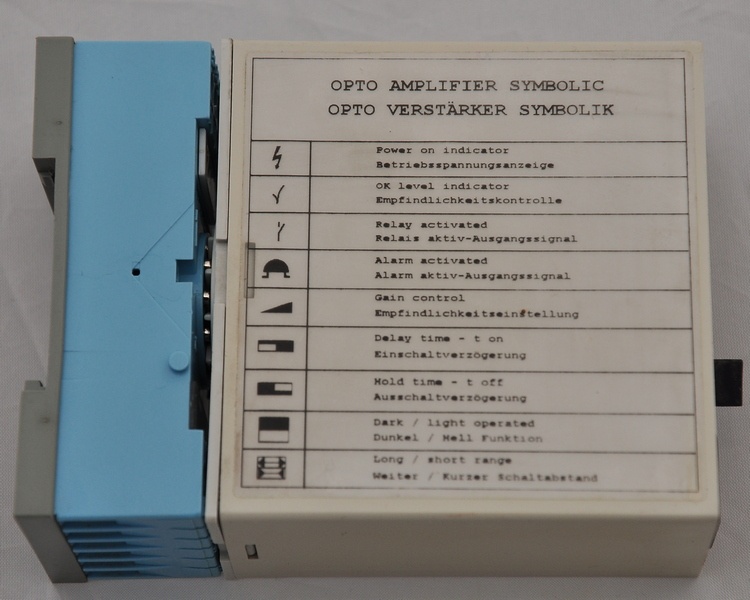 OPTO AMPLIFIER SYMBOLIC
OPTO VERSTÄRKER SYMBOLIK
Power on indicator
Betriebsspannungsanzeige
OK level indicator
Empfindlichkeitskontrolle
Relay activated
Relais aktiv-Ausgangssignal
Alarm activated
Alarm aktiv-Ausgangssignal
Gain control
Empfindlichkeitseinstellung
Delay time - t on
Einschaltverzögerung
Hold time - t off
Ausschaltverzögerung
Dark / light operated
Dunkel / Hell Funktion
Long / short range
Weiter / Kurzer Schaltabstand